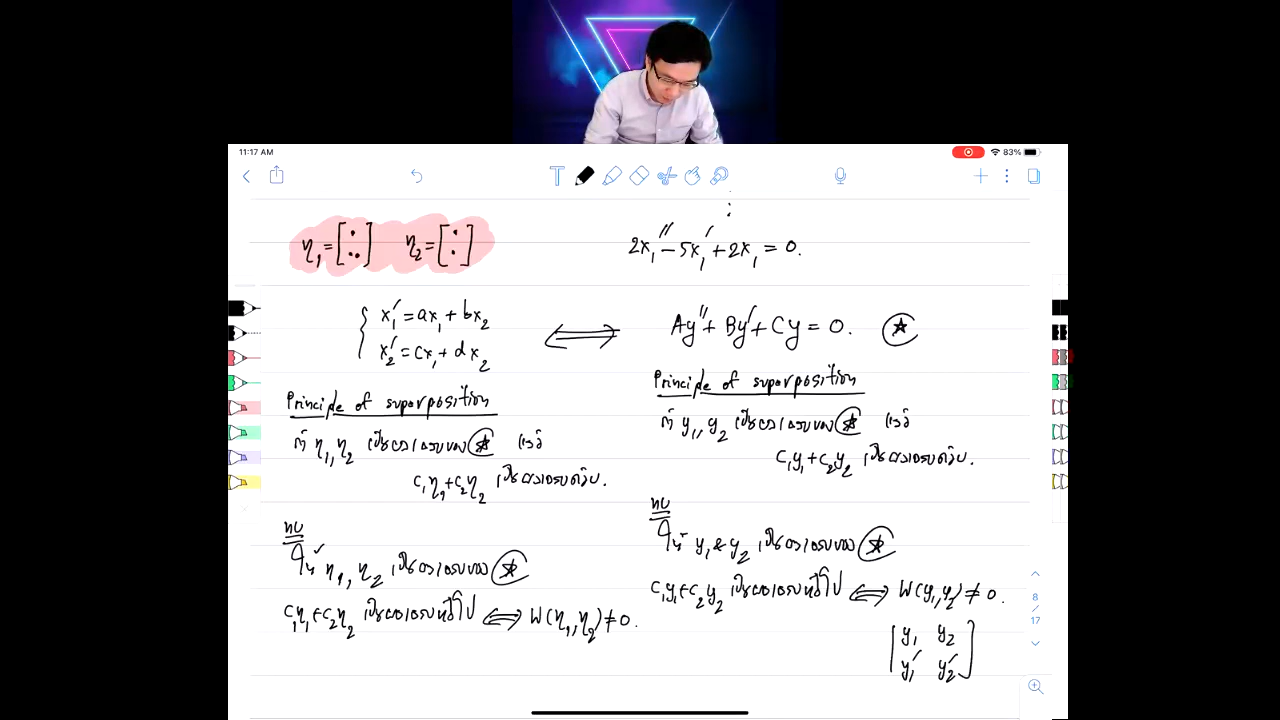 11:17 AM
83%
η₁ = [ ] η₂ = [ ]
2x₁″ − 5x₁′ + 2x₁ = 0.
x₁′ = ax₁ + bx₂
x₂′ = cx₁ + dx₂
⟺
Ay″ + By′ + Cy = 0. ★
Principle of superposition
ถ้า η₁, η₂ เป็นผลเฉลยของ ★ แล้ว
c₁η₁ + c₂η₂ เป็นผลเฉลยด้วย.
Principle of superposition
ถ้า y₁, y₂ เป็นผลเฉลยของ ★ แล้ว
c₁y₁ + c₂y₂ เป็นผลเฉลยด้วย.
ทบ
ให้ η₁, η₂ เป็นผลเฉลยของ ★
c₁η₁ + c₂η₂ เป็นผลเฉลยทั่วไป ⟺ W(η₁, η₂) ≠ 0.
ทบ
ให้ y₁ & y₂ เป็นผลเฉลยของ ★
c₁y₁ + c₂y₂ เป็นผลเฉลยทั่วไป ⟺ W(y₁, y₂) ≠ 0.
y₁ y₂
y₁′ y₂′
8
/
17